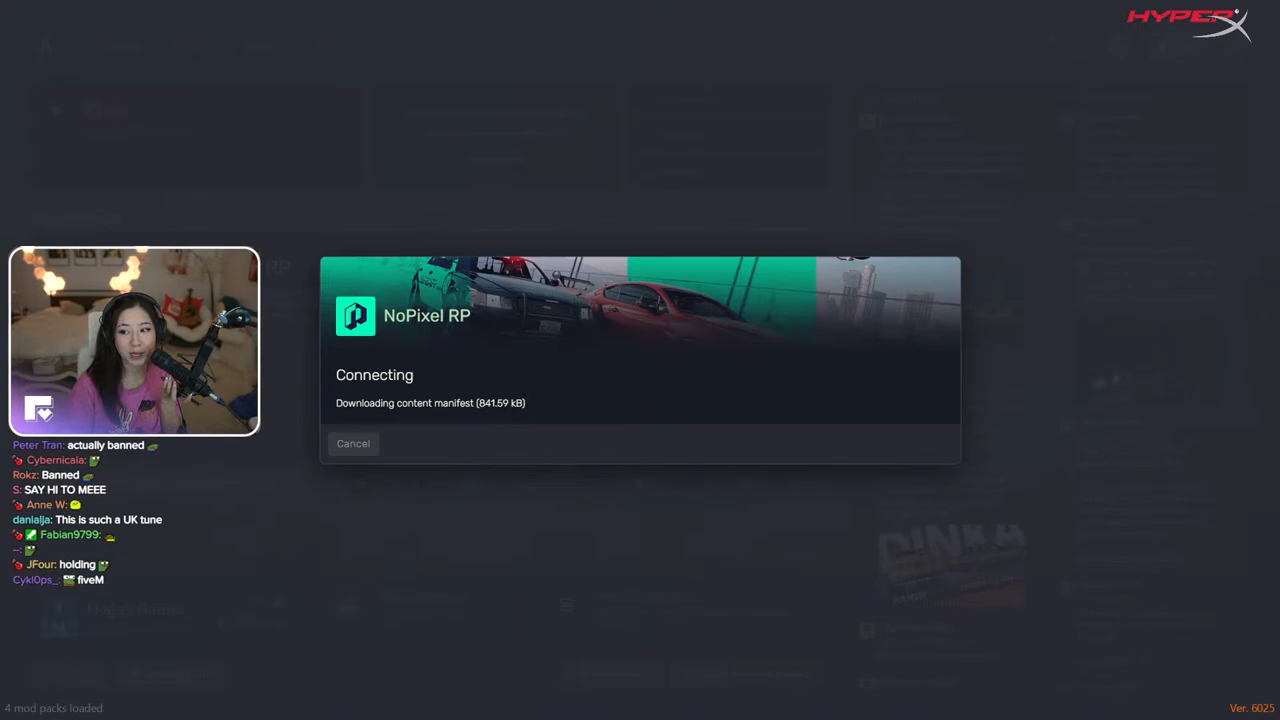 HYPERX
NoPixel RP
Connecting
Downloading content manifest (841.59 kB)
Cancel
Peter Tran: actually banned
Cybernicala:
Rokz: Banned
S: SAY HI TO MEEE
Anne W:
danialja: This is such a UK tune
Fabian9799:
--:
JFour: holding
Cykl0ps_: fiveM
DINKA
4 mod packs loaded
Ver. 6025